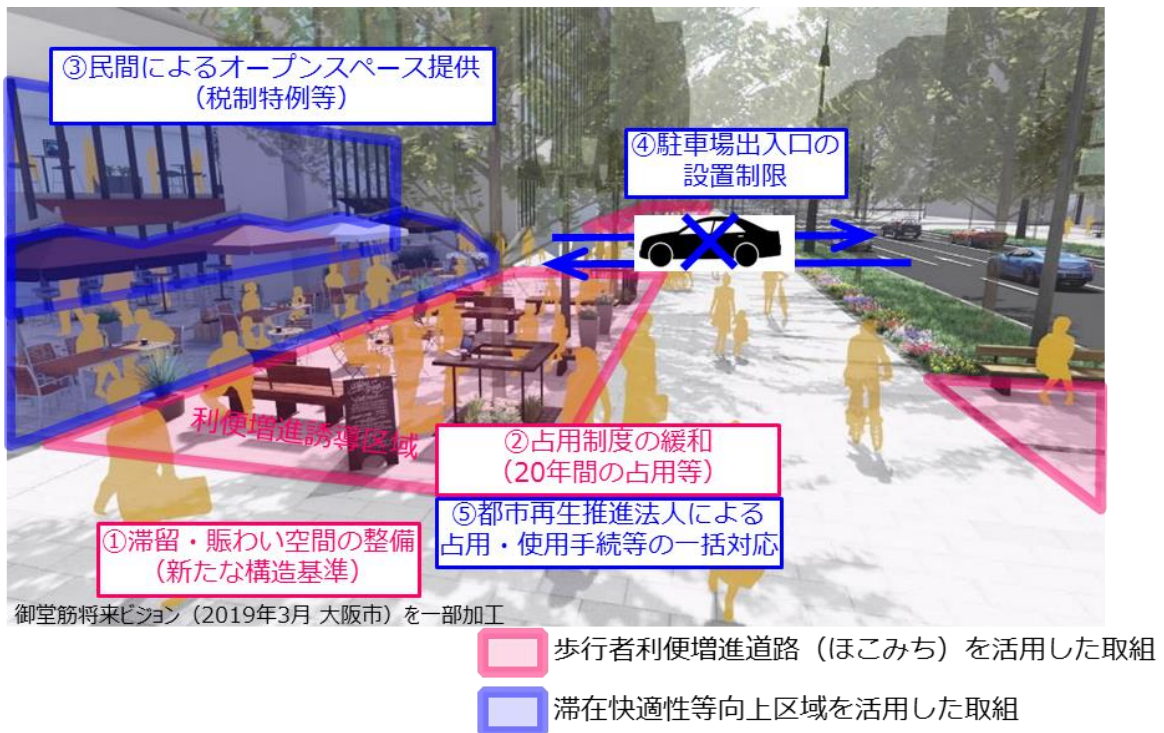 ③民間によるオープンスペース提供
（税制特例等）
④駐車場出入口の
設置制限
利便増進誘導区域
②占用制度の緩和
（20年間の占用等）
⑤都市再生推進法人による
占用・使用手続等の一括対応
①滞留・賑わい空間の整備
（新たな構造基準）
御堂筋将来ビジョン（2019年3月 大阪市）を一部加工
歩行者利便増進道路（ほこみち）を活用した取組
滞在快適性等向上区域を活用した取組